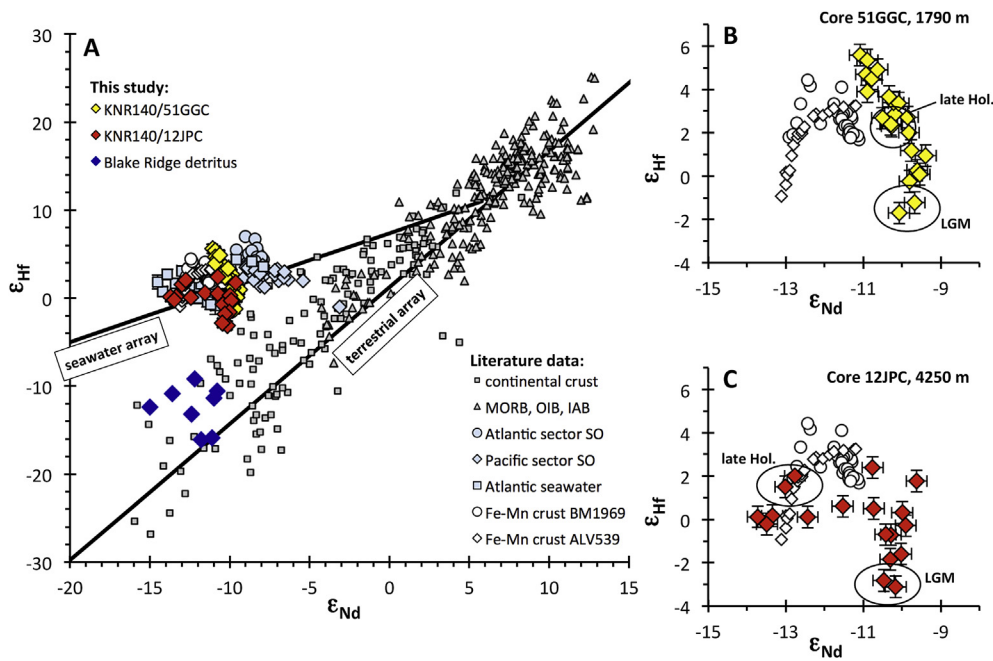 A
This study:
KNR140/51GGC
KNR140/12JPC
Blake Ridge detritus
seawater array
terrestrial array
Literature data:
continental crust
MORB, OIB, IAB
Atlantic sector SO
Pacific sector SO
Atlantic seawater
Fe-Mn crust BM1969
Fe-Mn crust ALV539
30
20
10
0
-10
-20
-30
εHf
-20
-15
-10
-5
0
5
10
15
εNd
Core 51GGC, 1790 m
B
late Hol.
LGM
6
4
2
0
-2
-4
εHf
-15
-13
-11
-9
εNd
Core 12JPC, 4250 m
C
late Hol.
LGM
6
4
2
0
-2
-4
εHf
-15
-13
-11
-9
εNd